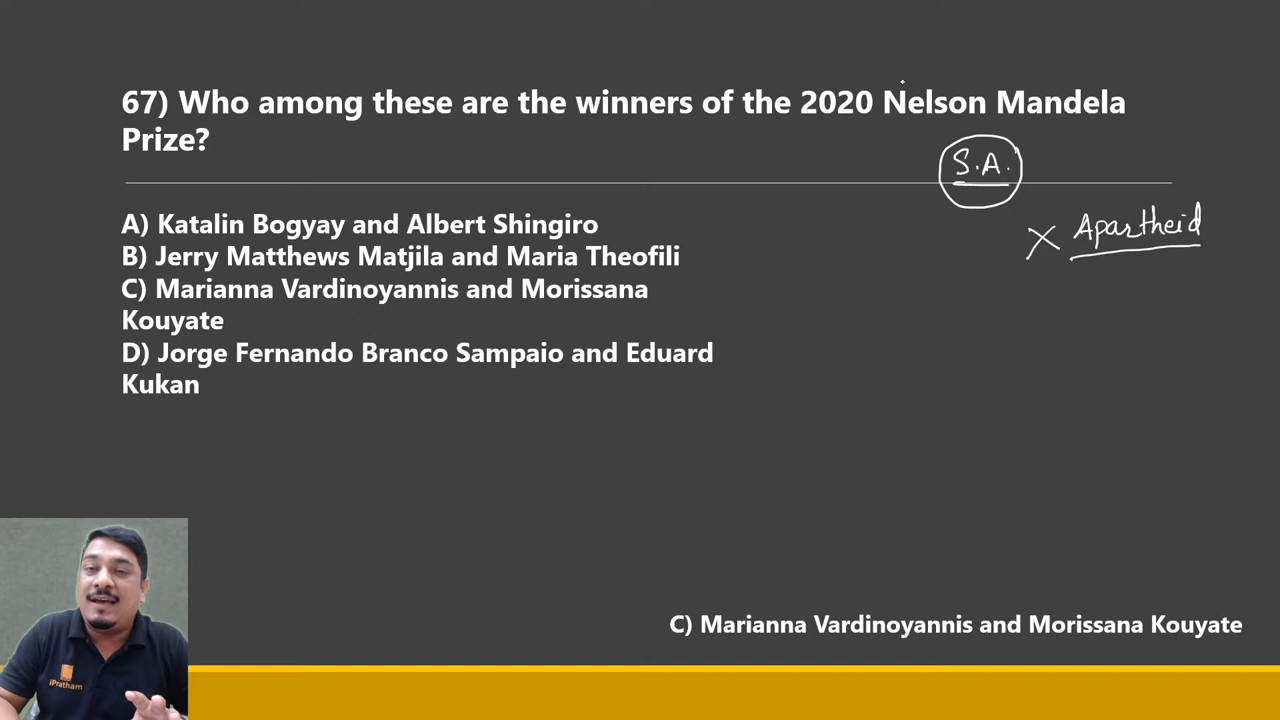 67) Who among these are the winners of the 2020 Nelson Mandela
Prize?
S.A.
X Apartheid
A) Katalin Bogyay and Albert Shingiro
B) Jerry Matthews Matjila and Maria Theofili
C) Marianna Vardinoyannis and Morissana
Kouyate
D) Jorge Fernando Branco Sampaio and Eduard
Kukan
C) Marianna Vardinoyannis and Morissana Kouyate
iPratham